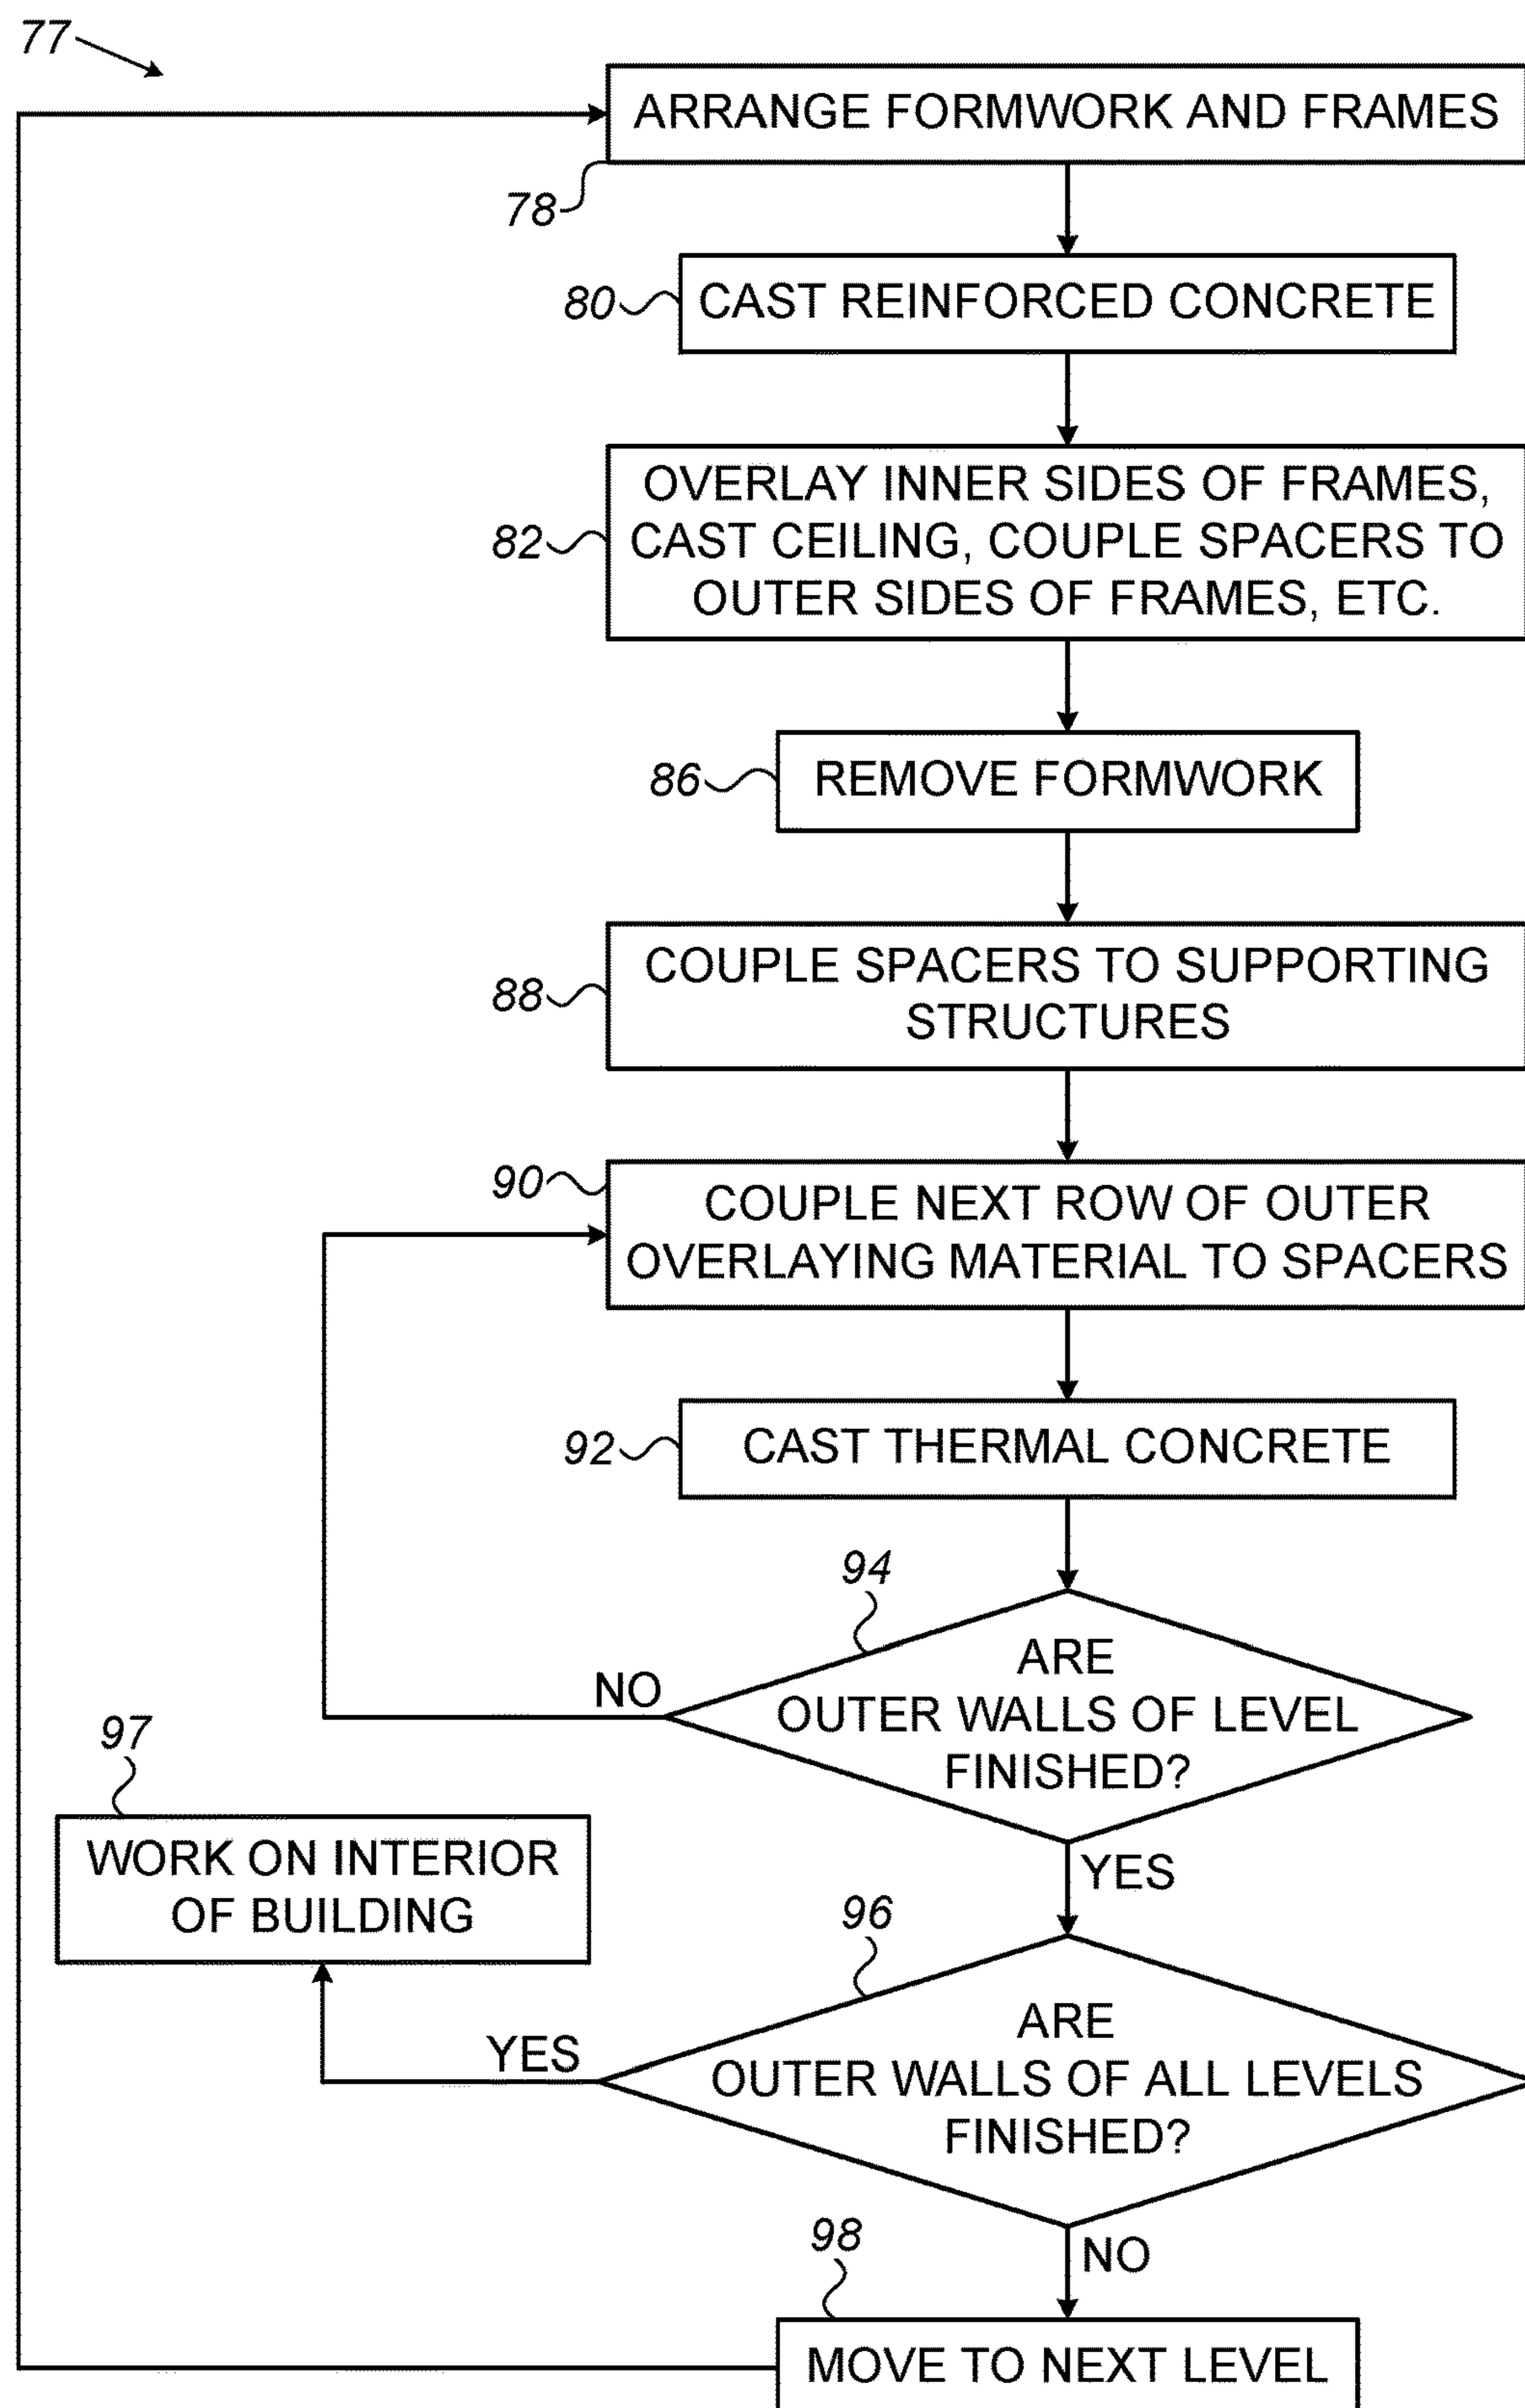 77
ARRANGE FORMWORK AND FRAMES
78
80
CAST REINFORCED CONCRETE
OVERLAY INNER SIDES OF FRAMES,
82
CAST CEILING, COUPLE SPACERS TO
OUTER SIDES OF FRAMES, ETC.
86
REMOVE FORMWORK
88
COUPLE SPACERS TO SUPPORTING
STRUCTURES
90
COUPLE NEXT ROW OF OUTER
OVERLAYING MATERIAL TO SPACERS
92
CAST THERMAL CONCRETE
94
ARE
OUTER WALLS OF LEVEL
FINISHED?
NO
YES
97
WORK ON INTERIOR
OF BUILDING
96
ARE
OUTER WALLS OF ALL LEVELS
FINISHED?
YES
NO
98
MOVE TO NEXT LEVEL